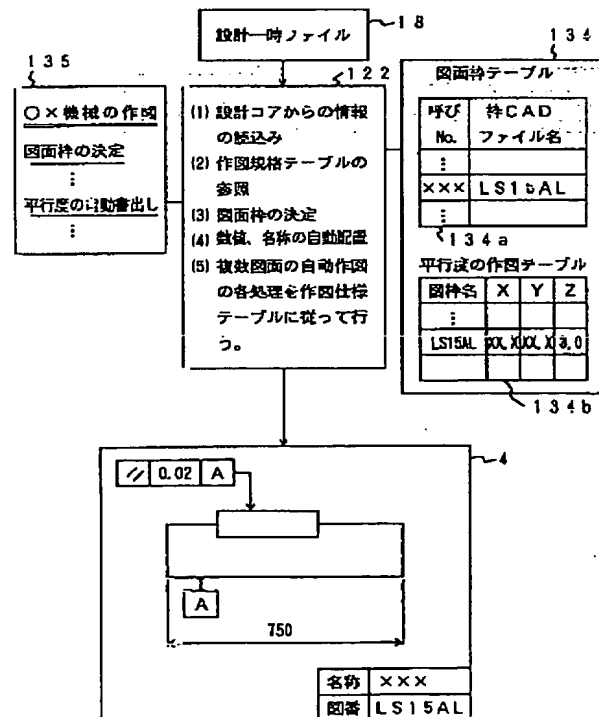 18
設計一時ファイル
135
○×機械の作図
図面枠の決定
⋮
平行度の自動書出し
⋮
122
(1) 設計コアからの情報
の読込み
(2) 作図規格テーブルの
参照
(3) 図面枠の決定
(4) 数値、名称の自動配置
(5) 複数図面の自動作図
の各処理を作図仕様
テーブルに従って行
う。
134
図面枠テーブル
呼び 枠CAD
No. ファイル名
⋮
××× LS15AL
⋮
134a
平行度の作図テーブル
図枠名 X Y Z
⋮
LS15AL XX.X XX.X
134b
4
// 0.02 A
A
750
名称 ×××
図番 LS15AL